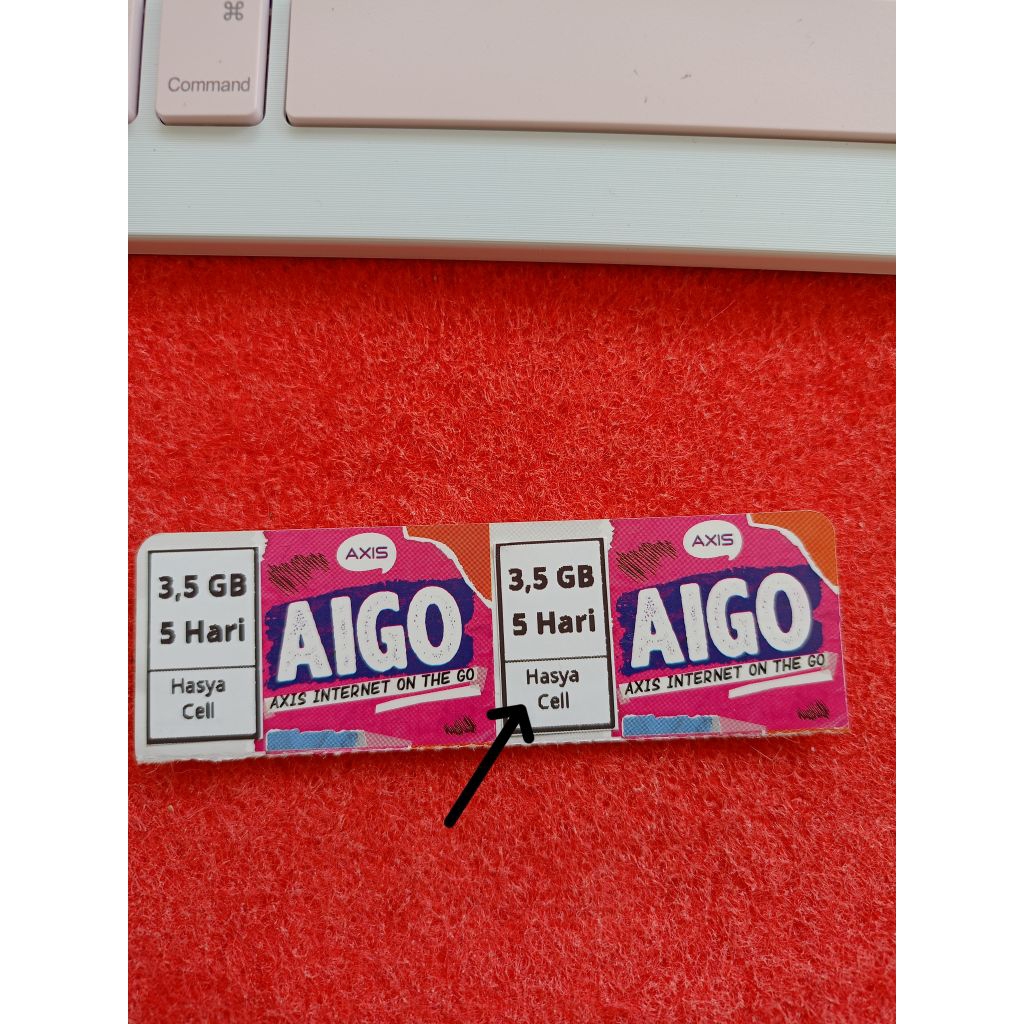 ⌘
Command
3,5 GB
5 Hari
Hasya
Cell
AXIS
AIGO
AXIS INTERNET ON THE GO
3,5 GB
5 Hari
Hasya
Cell
AXIS
AIGO
AXIS INTERNET ON THE GO